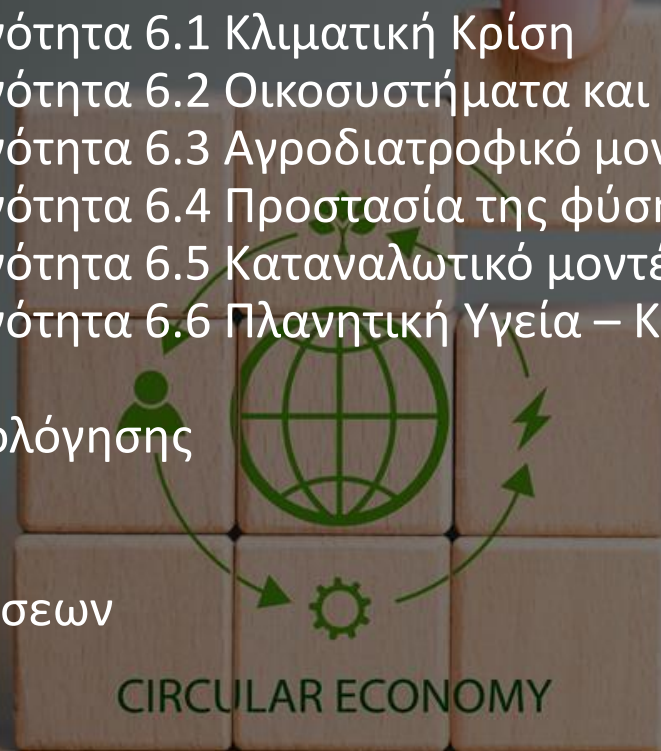 νότητα 6.1 Κλιματική Κρίση
νότητα 6.2 Οικοσυστήματα και
νότητα 6.3 Αγροδιατροφικό μον
νότητα 6.4 Προστασία της φύση
νότητα 6.5 Καταναλωτικό μοντέ
νότητα 6.6 Πλανητική Υγεία – Κ
ολόγησης
σεων
CIRCULAR ECONOMY